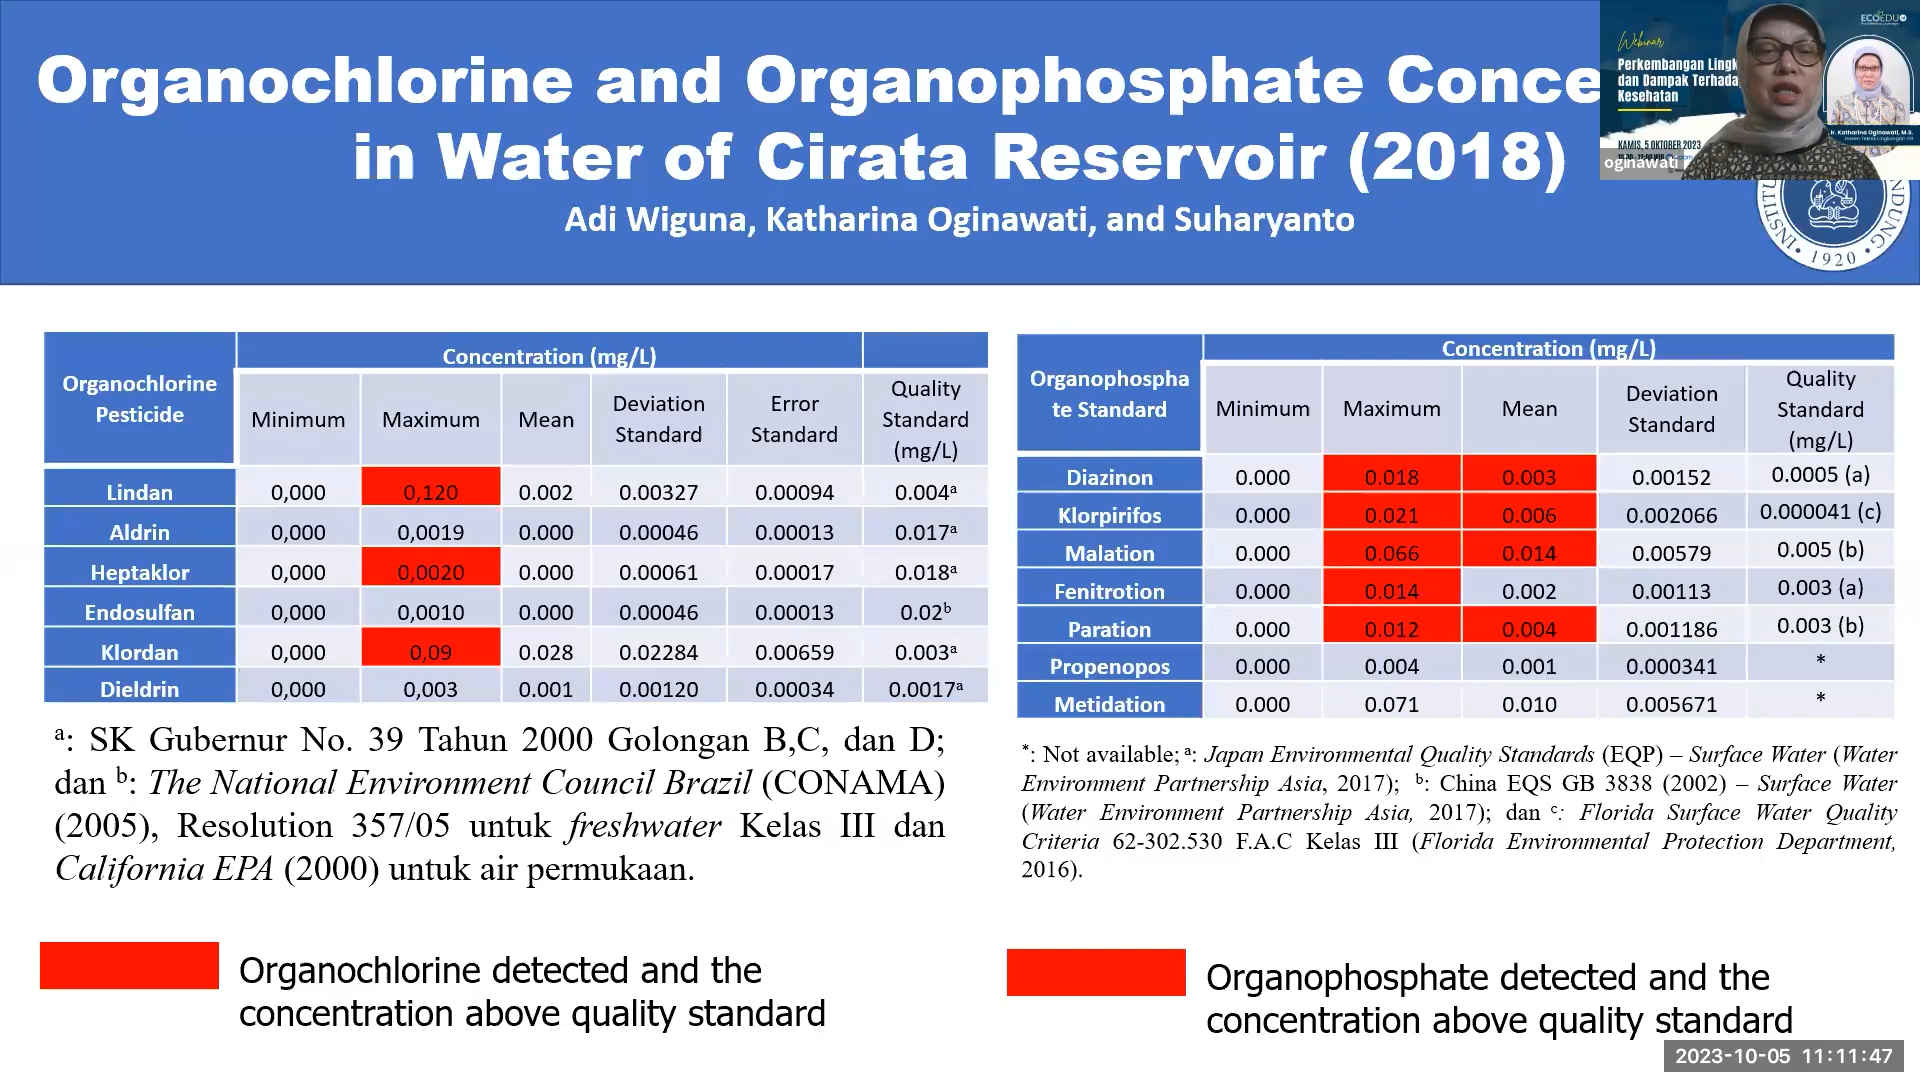 Organochlorine and Organophosphate Conce
in Water of Cirata Reservoir (2018)
Adi Wiguna, Katharina Oginawati, and Suharyanto
ECOEDU
Webinar
Perkembangan Lingk
dan Dampak Terhada
Kesehatan
KAMIS, 5 OKTOBER 2023
Ir. Katharina Oginawati, M.S.
oginawati
INSTITU NDUNG
1920
Organochlorine Concentration (mg/L)
Pesticide Minimum Maximum Mean Deviation Standard Error Standard Quality Standard (mg/L)
Lindan 0,000 0,120 0.002 0.00327 0.00094 0.004ᵃ
Aldrin 0,000 0,0019 0.000 0.00046 0.00013 0.017ᵃ
Heptaklor 0,000 0,0020 0.000 0.00061 0.00017 0.018ᵃ
Endosulfan 0,000 0,0010 0.000 0.00046 0.00013 0.02ᵇ
Klordan 0,000 0,09 0.028 0.02284 0.00659 0.003ᵃ
Dieldrin 0,000 0,003 0.001 0.00120 0.00034 0.0017ᵃ
ᵃ: SK Gubernur No. 39 Tahun 2000 Golongan B,C, dan D;
dan ᵇ: The National Environment Council Brazil (CONAMA)
(2005), Resolution 357/05 untuk freshwater Kelas III dan
California EPA (2000) untuk air permukaan.
Organochlorine detected and the
concentration above quality standard
Organophospha Concentration (mg/L)
te Standard Minimum Maximum Mean Deviation Standard Quality Standard (mg/L)
Diazinon 0.000 0.018 0.003 0.00152 0.0005 (a)
Klorpirifos 0.000 0.021 0.006 0.002066 0.000041 (c)
Malation 0.000 0.066 0.014 0.00579 0.005 (b)
Fenitrotion 0.000 0.014 0.002 0.00113 0.003 (a)
Paration 0.000 0.012 0.004 0.001186 0.003 (b)
Propenopos 0.000 0.004 0.001 0.000341 *
Metidation 0.000 0.071 0.010 0.005671 *
*: Not available; ᵃ: Japan Environmental Quality Standards (EQP) – Surface Water (Water
Environment Partnership Asia, 2017); ᵇ: China EQS GB 3838 (2002) – Surface Water
(Water Environment Partnership Asia, 2017); dan ᶜ: Florida Surface Water Quality
Criteria 62-302.530 F.A.C Kelas III (Florida Environmental Protection Department,
2016).
Organophosphate detected and the
concentration above quality standard
2023-10-05 11:11:47